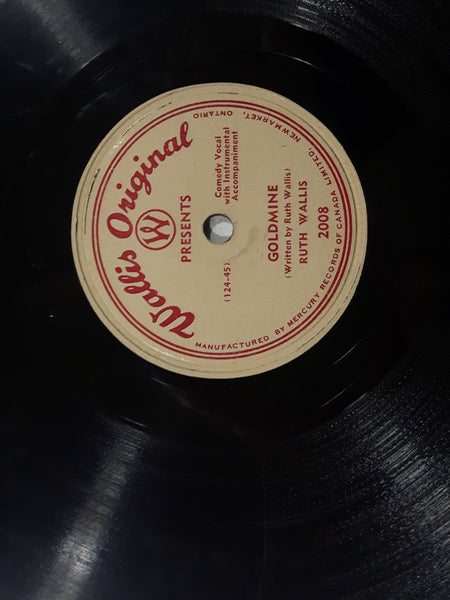 Wallis Original
W
PRESENTS
Comedy Vocal
with Instrumental
Accompaniment
(124-45)
GOLDMINE
(Written by Ruth Wallis)
RUTH WALLIS
2008
MANUFACTURED BY MERCURY RECORDS OF CANADA LIMITED, NEWMARKET, ONTARIO